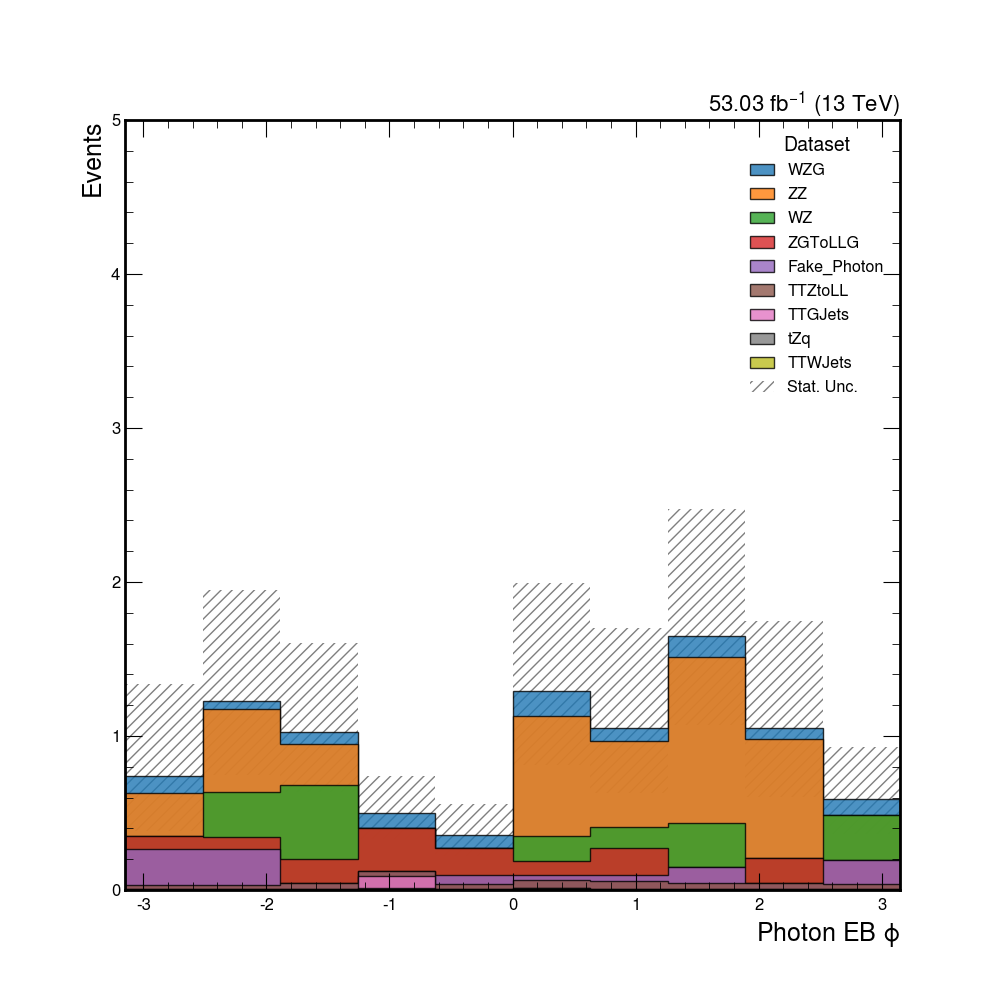 53.03 fb⁻¹ (13 TeV)
Events
5
4
3
2
1
0
Dataset
WZG
ZZ
WZ
ZGToLLG
Fake_Photon
TTZtoLL
TTGJets
tZq
TTWJets
Stat. Unc.
-3 -2 -1 0 1 2 3
Photon EB ϕ